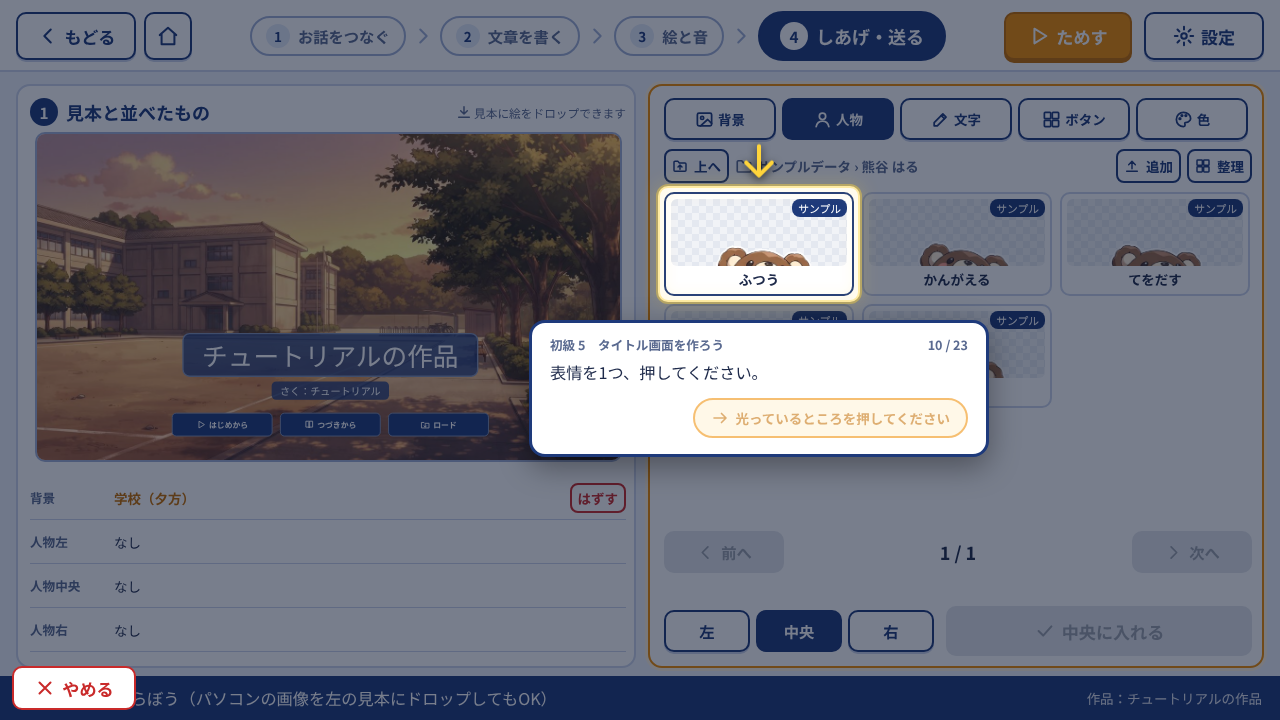 もどる
1 お話をつなぐ
2 文章を書く
3 絵と音
4 しあげ・送る
ためす
設定
1 見本と並べたもの
見本に絵をドロップできます
チュートリアルの作品
さく：チュートリアル
はじめから
つづきから
ロード
背景 学校（夕方） はずす
人物左 なし
人物中央 なし
人物右 なし
背景
人物
文字
ボタン
色
上へ
ンプルデータ › 熊谷 はる
追加
整理
サンプル
ふつう
サンプル
かんがえる
サンプル
てをだす
サンプル
初級 5 タイトル画面を作ろう 10 / 23
表情を1つ、押してください。
光っているところを押してください
前へ
1 / 1
次へ
左
中央
右
中央に入れる
やめる
らぼう（パソコンの画像を左の見本にドロップしてもOK）
作品：チュートリアルの作品